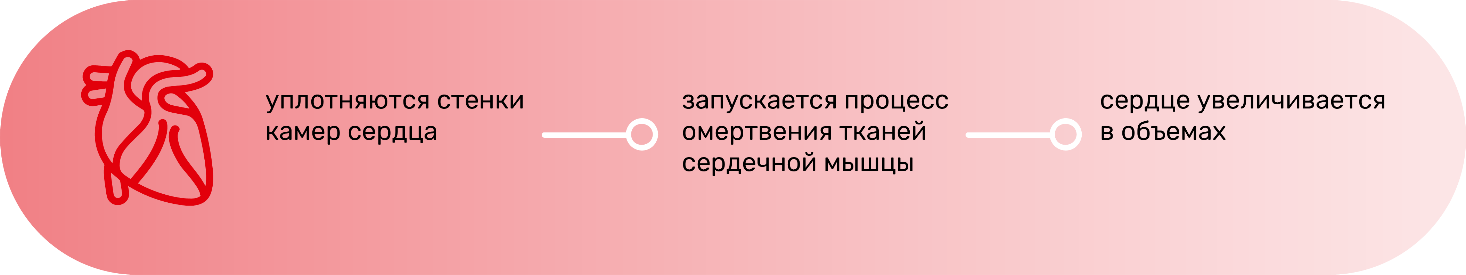 уплотняются стенки
камер сердца
запускается процесс
омертвения тканей
сердечной мышцы
сердце увеличивается
в объемах